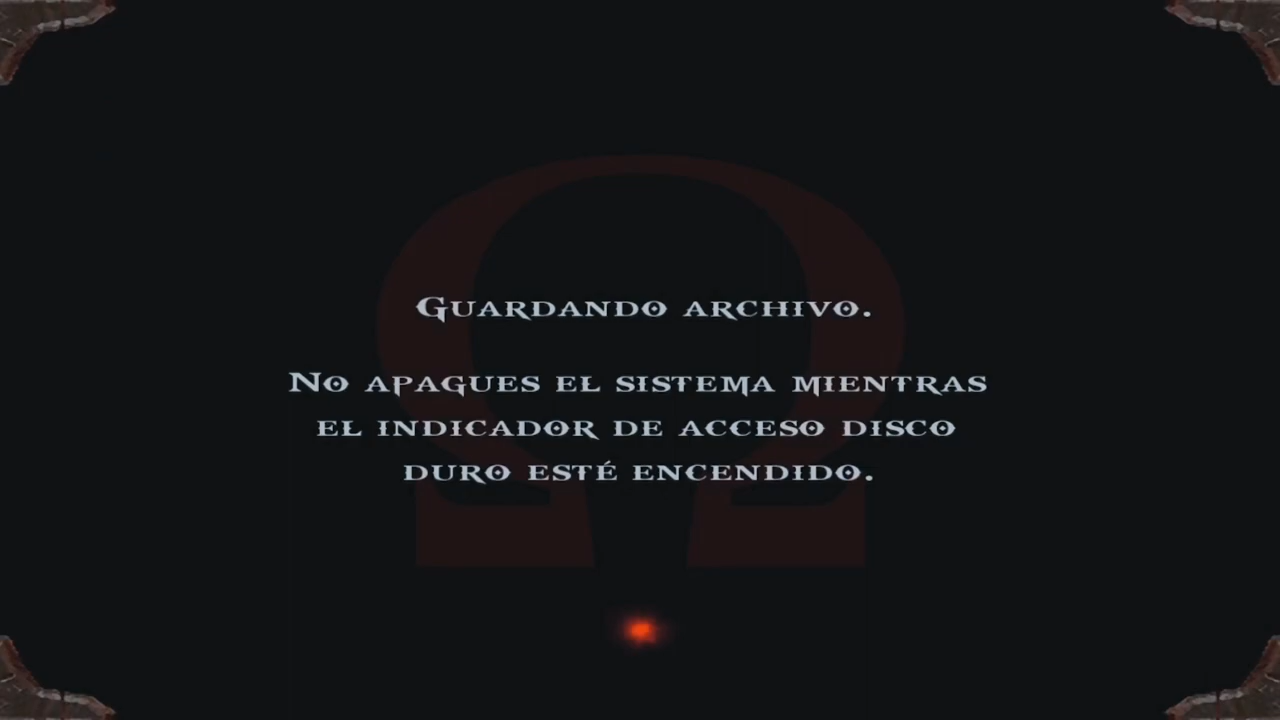 Guardando archivo.
No apagues el sistema mientras
el indicador de acceso disco
duro esté encendido.